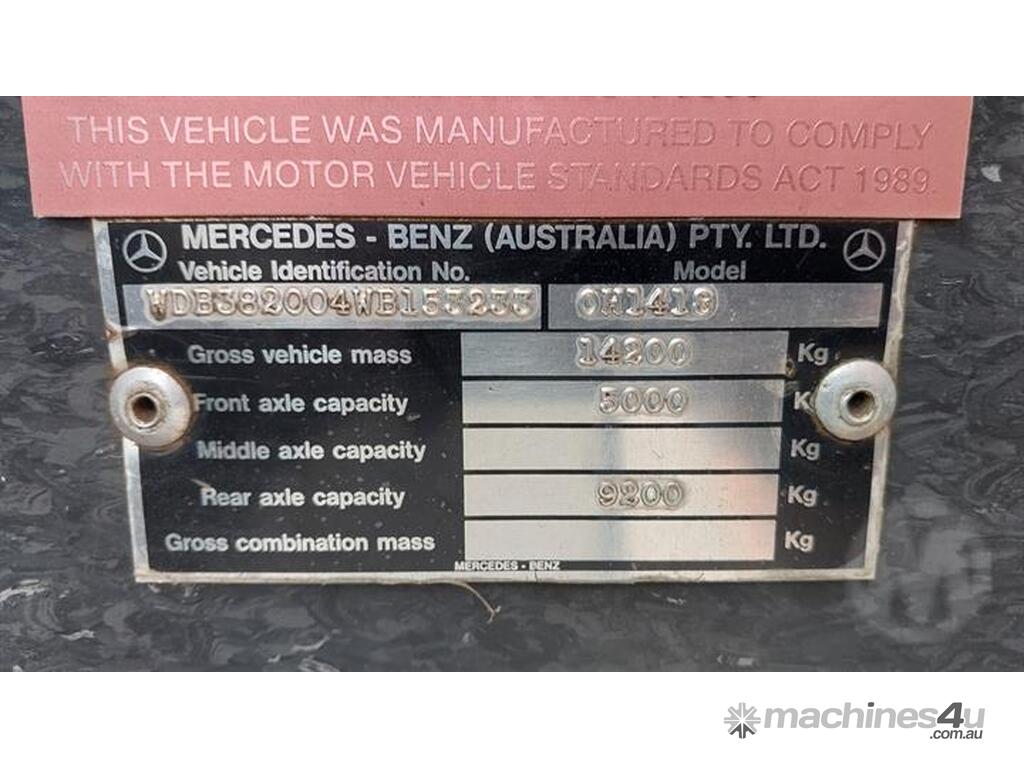 THIS VEHICLE WAS MANUFACTURED TO COMPLY
WITH THE MOTOR VEHICLE STANDARDS ACT 1989.
MERCEDES - BENZ (AUSTRALIA) PTY. LTD.
Vehicle Identification No. Model
WDB382004WB153233 OH1418
Gross vehicle mass 14200 Kg
Front axle capacity 5000 K
Middle axle capacity Kg
Rear axle capacity 9200 Kg
Gross combination mass Kg
MERCEDES - BENZ
machines4u
.com.au